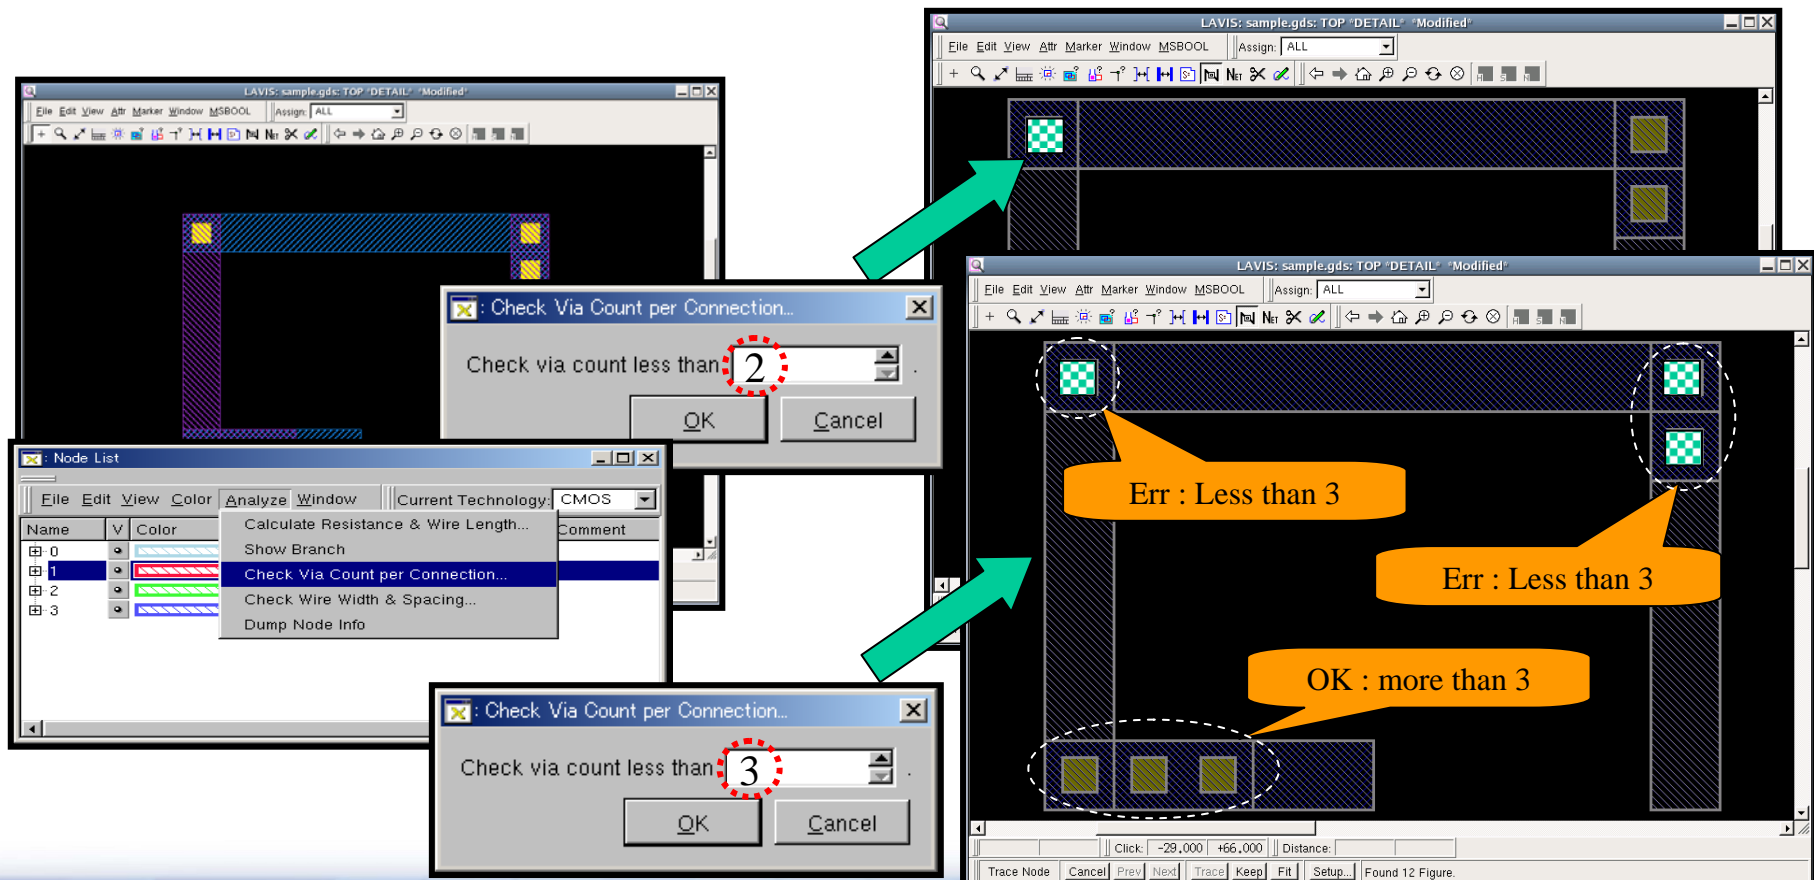 LAVIS: sample.gds: TOP *DETAIL* *Modified*
File Edit View Attr Marker Window MSBOOL Assign: ALL
LAVIS: sample.gds: TOP *DETAIL* *Modified*
File Edit View Attr Marker Window MSBOOL Assign: ALL
: Check Via Count per Connection...
Check via count less than 2 .
OK Cancel
: Node List
File Edit View Color Analyze Window Current Technology: CMOS
Name V Color Comment
0
1
2
3
Calculate Resistance & Wire Length...
Show Branch
Check Via Count per Connection...
Check Wire Width & Spacing...
Dump Node Info
: Check Via Count per Connection...
Check via count less than 3 .
OK Cancel
LAVIS: sample.gds: TOP *DETAIL* *Modified*
File Edit View Attr Marker Window MSBOOL Assign: ALL
Err : Less than 3
Err : Less than 3
OK : more than 3
Click: -29,000 +66,000 Distance:
Trace Node Cancel Prev Next Trace Keep Fit Setup... Found 12 Figure.